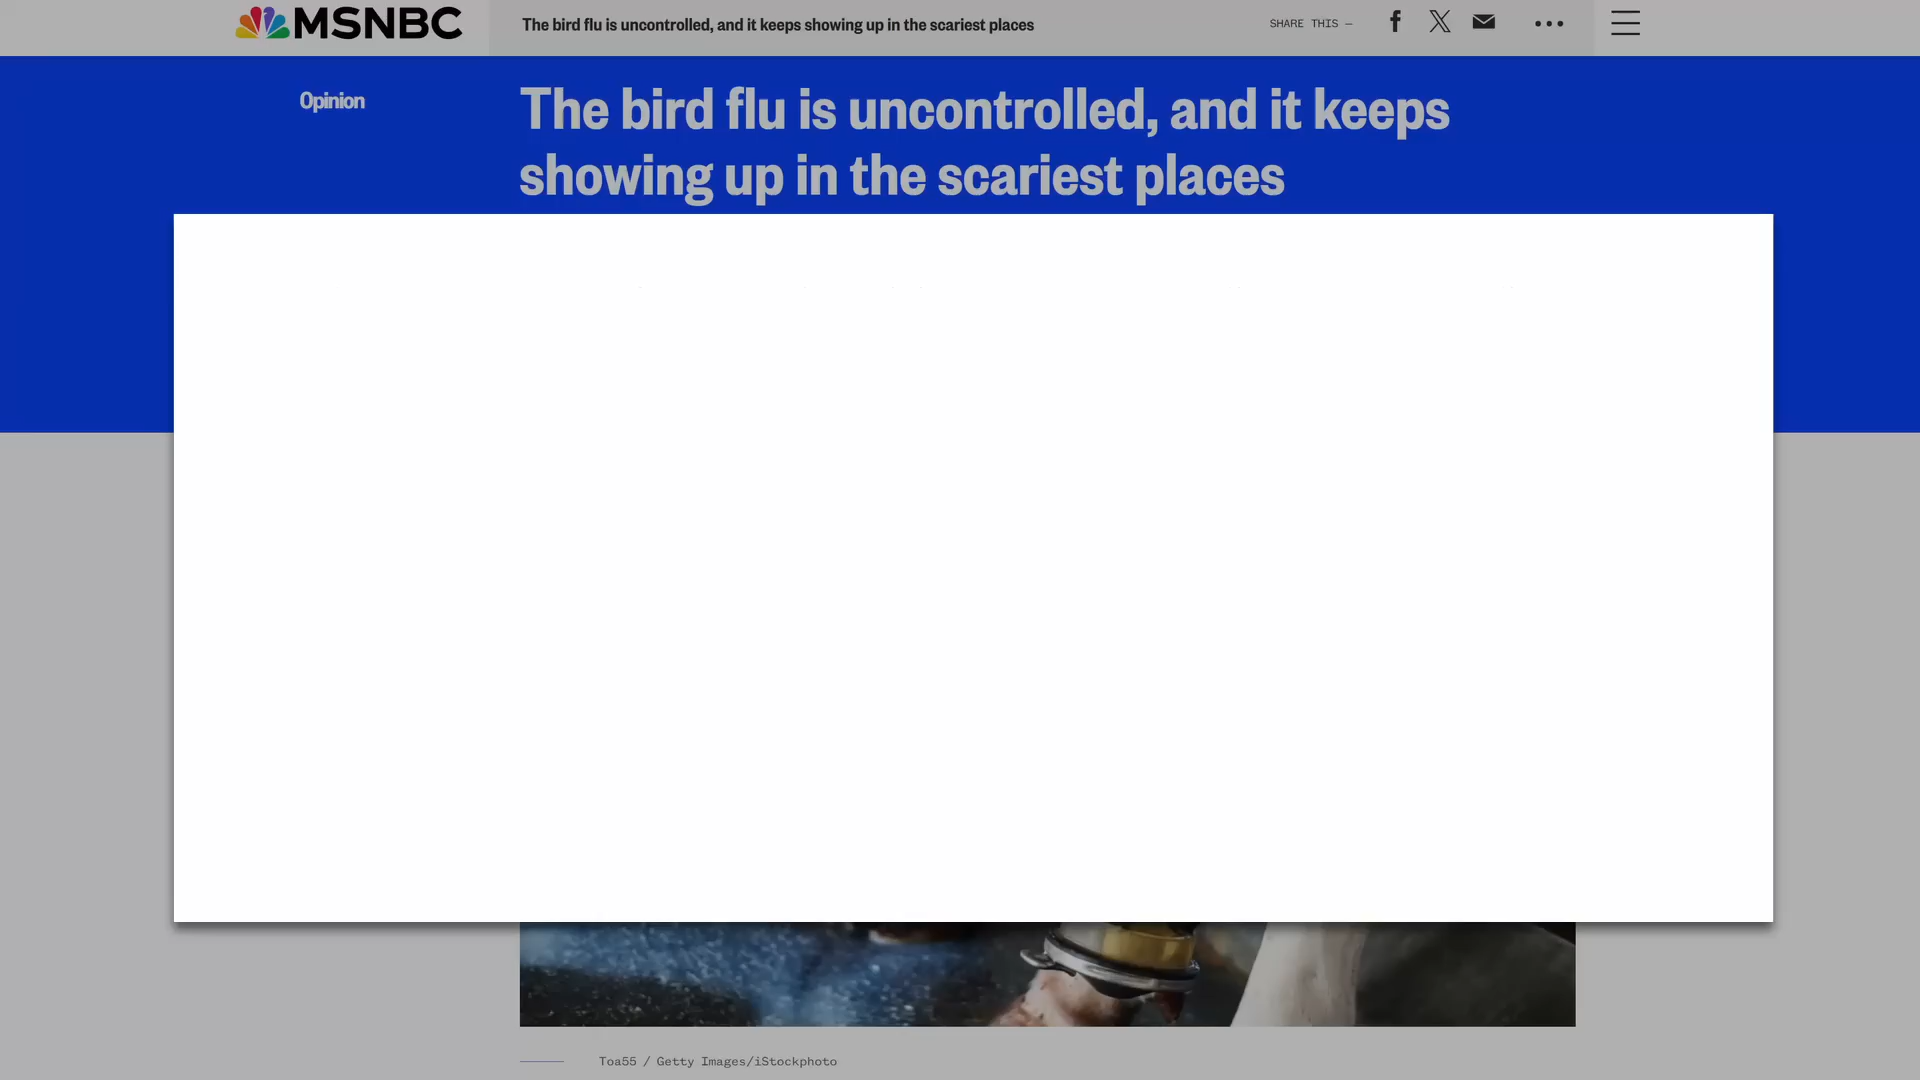 MSNBC
The bird flu is uncontrolled, and it keeps showing up in the scariest places
SHARE THIS —
Opinion
The bird flu is uncontrolled, and it keeps
showing up in the scariest places
Toa55 / Getty Images/iStockphoto